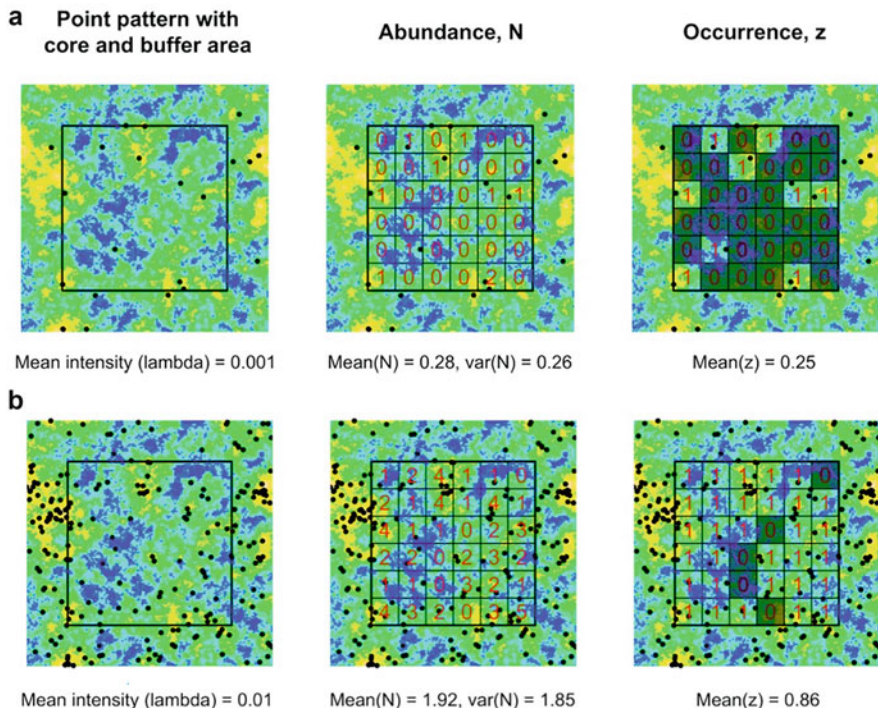 a
Point pattern with
core and buffer area
Abundance, N
Occurrence, z
0 1 0 1 0 0
0 0 1 0 0 0
1 0 0 0 1 1
0 0 0 0 0 0
0 1 0 0 0 0
1 0 0 0 2 0
0 1 0 1 0 0
0 0 1 0 0 0
1 0 0 0 1 1
0 0 0 0 0 0
0 1 0 0 0 0
1 0 0 0 1 0
Mean intensity (lambda) = 0.001
Mean(N) = 0.28, var(N) = 0.26
Mean(z) = 0.25
b
1 2 4 1 1 0
2 1 4 1 4 1
4 1 1 0 2 3
2 2 0 2 3 2
1 1 0 3 2 1
4 3 2 0 3 5
1 1 1 1 1 0
1 1 1 1 1 1
1 1 1 0 1 1
1 1 0 1 1 1
1 1 0 1 1 1
1 1 1 0 1 1
Mean intensity (lambda) = 0.01
Mean(N) = 1.92, var(N) = 1.85
Mean(z) = 0.86